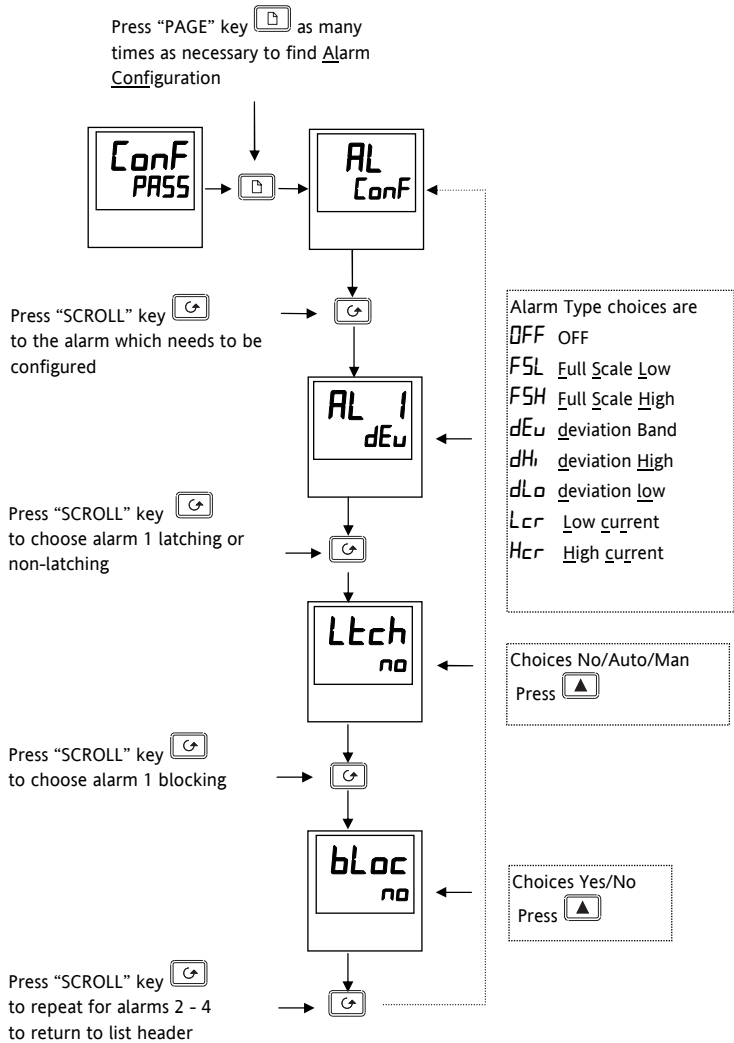 Press “PAGE” key as many
times as necessary to find Alarm
Configuration
ConF
PASS
AL
ConF
Press “SCROLL” key
to the alarm which needs to be
configured
AL 1
dEv
Alarm Type choices are
OFF OFF
FSL Full Scale Low
FSH Full Scale High
dEv deviation Band
dHi deviation High
dLo deviation low
Lcr Low current
Hcr High current
Press “SCROLL” key
to choose alarm 1 latching or
non-latching
Ltch
no
Choices No/Auto/Man
Press
Press “SCROLL” key
to choose alarm 1 blocking
bLoc
no
Choices Yes/No
Press
Press “SCROLL” key
to repeat for alarms 2 - 4
to return to list header